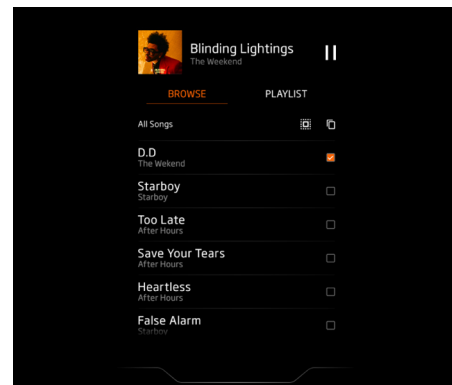 Blinding Lightings
The Weekend
BROWSE PLAYLIST
All Songs
D.D
The Wekend
Starboy
Starboy
Too Late
After Hours
Save Your Tears
After Hours
Heartless
After Hours
False Alarm
Starboy